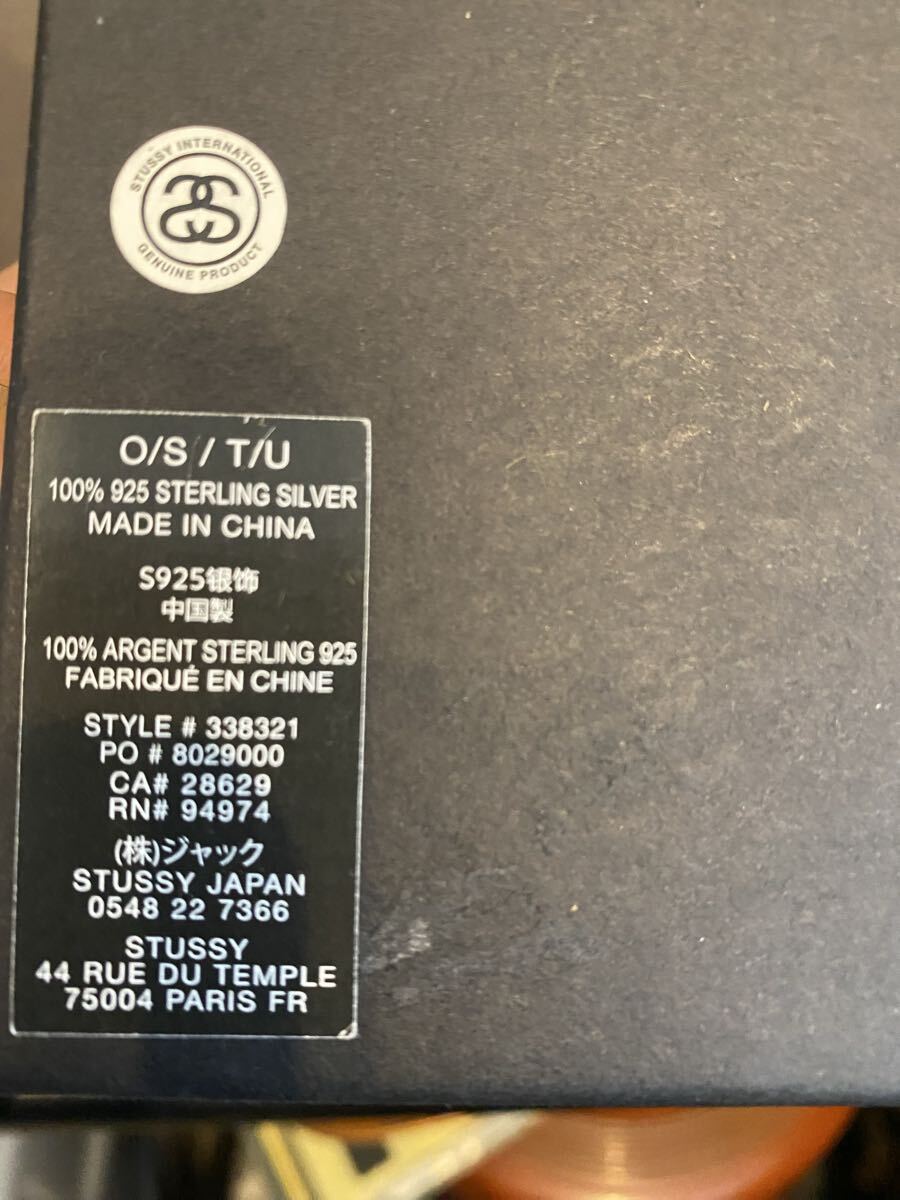 STUSSY INTERNATIONAL
GENUINE PRODUCT
O/S / T/U
100% 925 STERLING SILVER
MADE IN CHINA
S925银饰
中国製
100% ARGENT STERLING 925
FABRIQUÉ EN CHINE
STYLE # 338321
PO # 8029000
CA# 28629
RN# 94974
(株)ジャック
STUSSY JAPAN
0548 22 7366
STUSSY
44 RUE DU TEMPLE
75004 PARIS FR